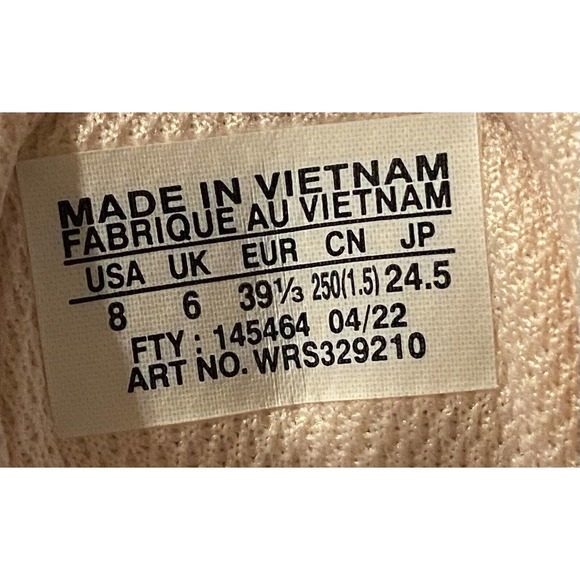 MADE IN VIETNAM
FABRIQUE AU VIETNAM
USA UK EUR CN JP
8 6 39⅓ 250(1.5) 24.5
FTY : 145464 04/22
ART NO. WRS329210